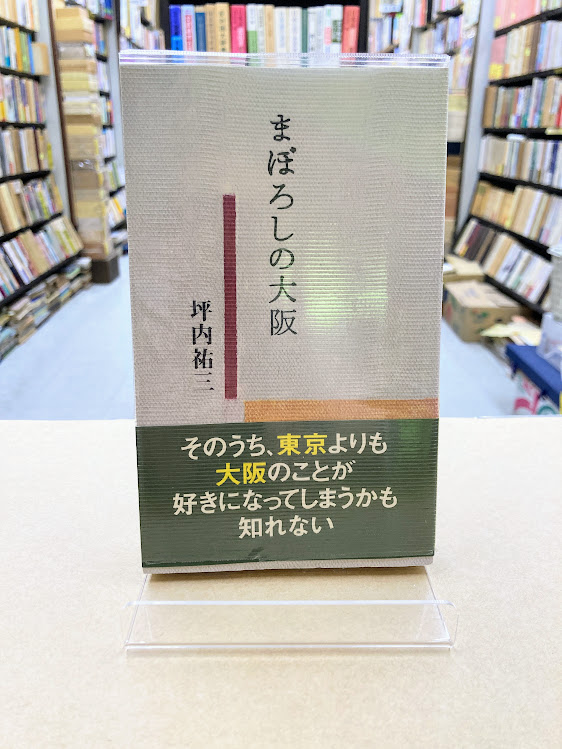 まぼろしの大阪
坪内祐三
そのうち、東京よりも
大阪のことが
好きになってしまうかも
知れない